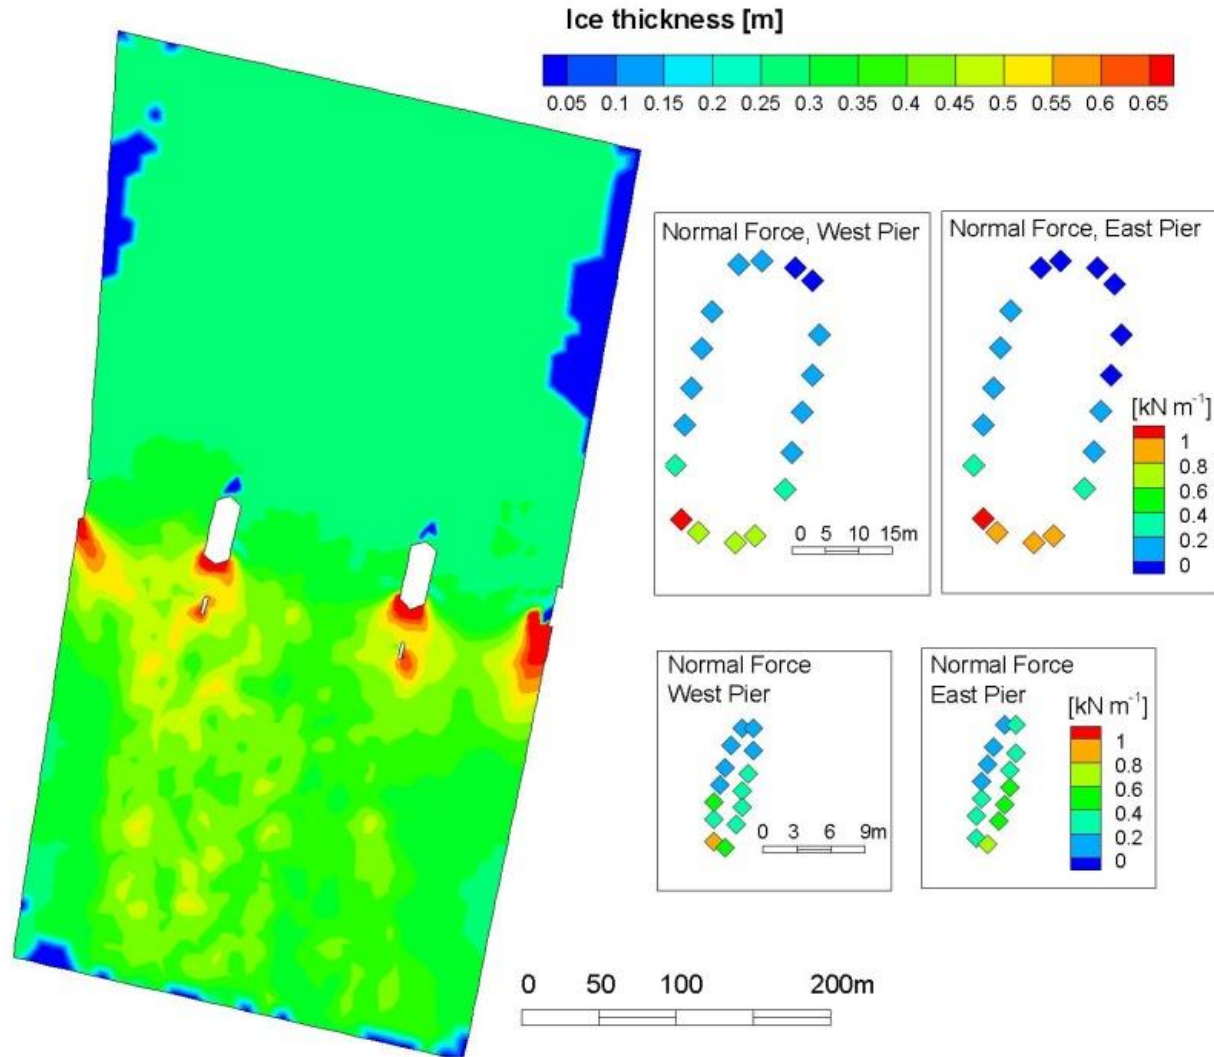 Ice thickness [m]
0.05 0.1 0.15 0.2 0.25 0.3 0.35 0.4 0.45 0.5 0.55 0.6 0.65
Normal Force, West Pier
0 5 10 15m
Normal Force, East Pier
[kN m⁻¹]
1
0.8
0.6
0.4
0.2
0
Normal Force
West Pier
0 3 6 9m
Normal Force
East Pier
[kN m⁻¹]
1
0.8
0.6
0.4
0.2
0
0 50 100 200m